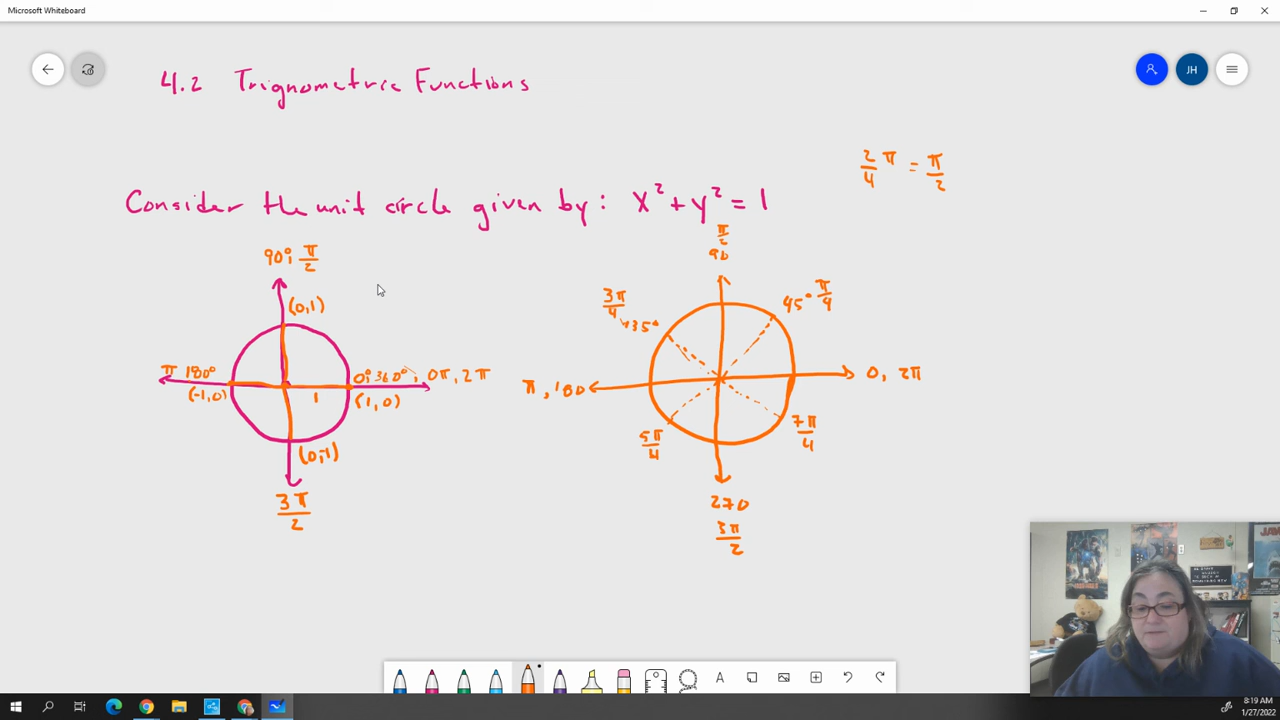 Microsoft Whiteboard
JH
4.2 Trignometric Functions
2/4 π = π/2
Consider the unit circle given by: x² + y² = 1
90°, π/2
(0,1)
π 180°
(-1,0)
0°, 360°, 0π, 2π
1
(1,0)
(0,-1)
3π/2
π/2
90
3π/4
135°
45° π/4
π, 180
0, 2π
5π/4
7π/4
270
3π/2
A
8:19 AM
1/27/2022